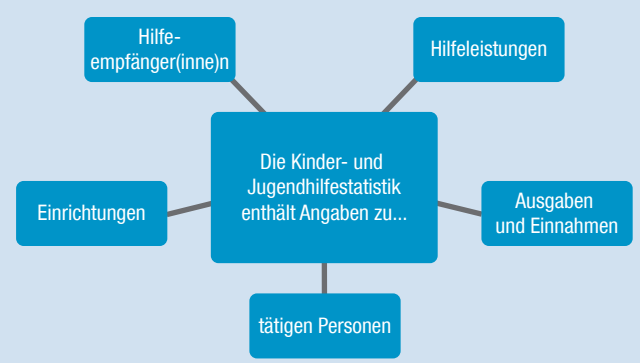 Hilfe-
empfänger(inne)n
Hilfeleistungen
Die Kinder- und
Jugendhilfestatistik
enthält Angaben zu...
Einrichtungen
Ausgaben
und Einnahmen
tätigen Personen